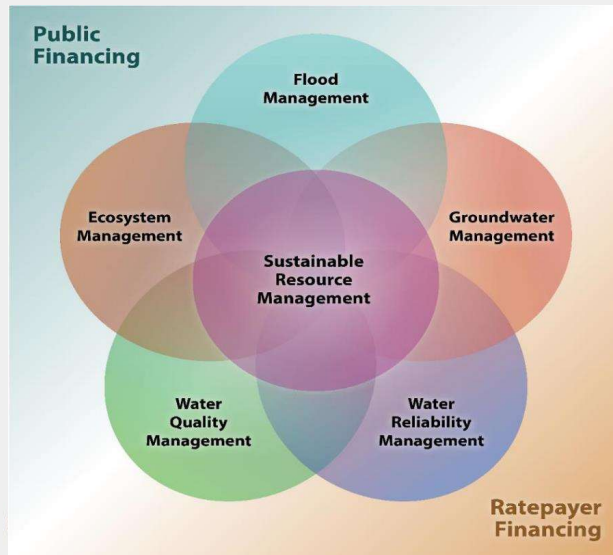 Public
Financing
Flood
Management
Ecosystem
Management
Groundwater
Management
Sustainable
Resource
Management
Water
Quality
Management
Water
Reliability
Management
Ratepayer
Financing